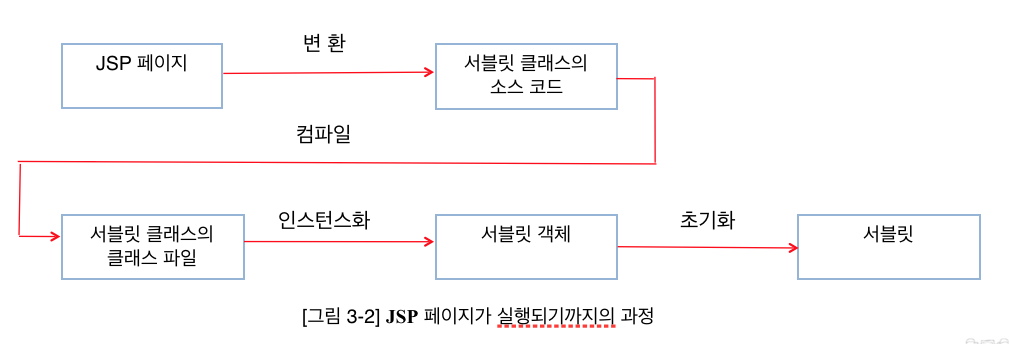 변 환
JSP 페이지
서블릿 클래스의
소스 코드
컴파일
서블릿 클래스의
클래스 파일
인스턴스화
서블릿 객체
초기화
서블릿
[그림 3-2] JSP 페이지가 실행되기까지의 과정